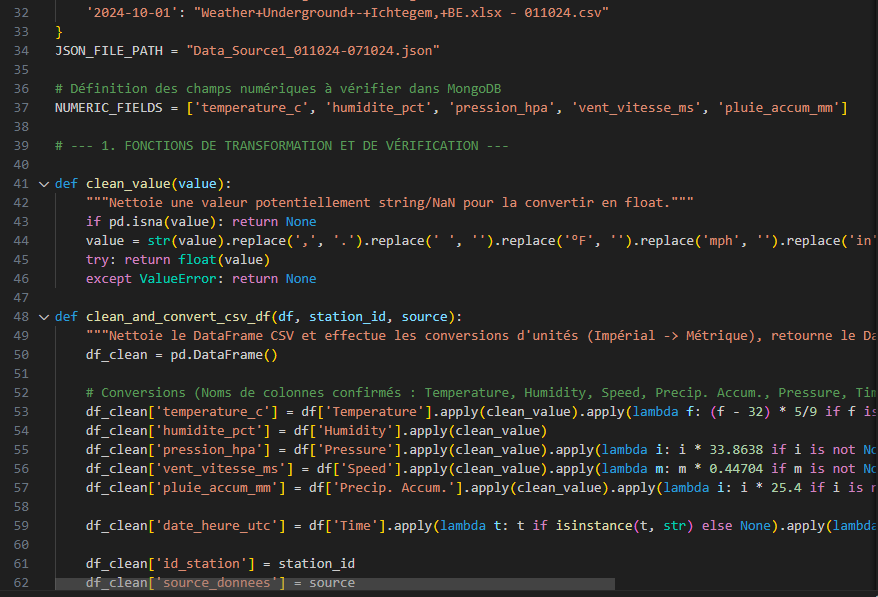 32 '2024-10-01': "Weather+Underground+-+Ichtegem,+BE.xlsx - 011024.csv"
33 }
34 JSON_FILE_PATH = "Data_Source1_011024-071024.json"
35
36 # Définition des champs numériques à vérifier dans MongoDB
37 NUMERIC_FIELDS = ['temperature_c', 'humidite_pct', 'pression_hpa', 'vent_vitesse_ms', 'pluie_accum_mm']
38
39 # --- 1. FONCTIONS DE TRANSFORMATION ET DE VÉRIFICATION ---
40
41 def clean_value(value):
42 """Nettoie une valeur potentiellement string/NaN pour la convertir en float."""
43 if pd.isna(value): return None
44 value = str(value).replace(',', '.').replace(' ', '').replace('°F', '').replace('mph', '').replace('in'
45 try: return float(value)
46 except ValueError: return None
47
48 def clean_and_convert_csv_df(df, station_id, source):
49 """Nettoie le DataFrame CSV et effectue les conversions d'unités (Impérial -> Métrique), retourne le Da
50 df_clean = pd.DataFrame()
51
52 # Conversions (Noms de colonnes confirmés : Temperature, Humidity, Speed, Precip. Accum., Pressure, Tim
53 df_clean['temperature_c'] = df['Temperature'].apply(clean_value).apply(lambda f: (f - 32) * 5/9 if f is
54 df_clean['humidite_pct'] = df['Humidity'].apply(clean_value)
55 df_clean['pression_hpa'] = df['Pressure'].apply(clean_value).apply(lambda i: i * 33.8638 if i is not No
56 df_clean['vent_vitesse_ms'] = df['Speed'].apply(clean_value).apply(lambda m: m * 0.44704 if m is not No
57 df_clean['pluie_accum_mm'] = df['Precip. Accum.'].apply(clean_value).apply(lambda i: i * 25.4 if i is n
58
59 df_clean['date_heure_utc'] = df['Time'].apply(lambda t: t if isinstance(t, str) else None).apply(lambda
60
61 df_clean['id_station'] = station_id
62 df_clean['source_donnees'] = source